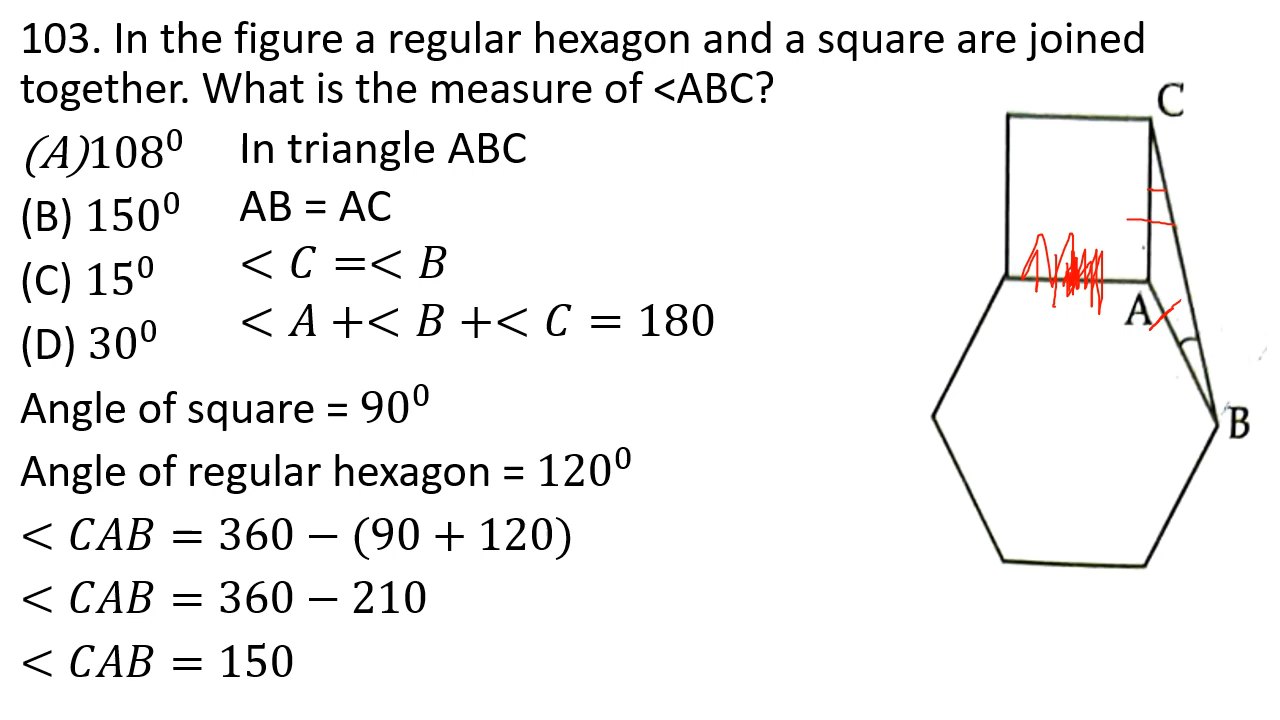 103. In the figure a regular hexagon and a square are joined
together. What is the measure of <ABC?
(A)108⁰
(B) 150⁰
(C) 15⁰
(D) 30⁰
In triangle ABC
AB = AC
< C =< B
< A +< B +< C = 180
Angle of square = 90⁰
Angle of regular hexagon = 120⁰
< CAB = 360 − (90 + 120)
< CAB = 360 − 210
< CAB = 150
C
A
B